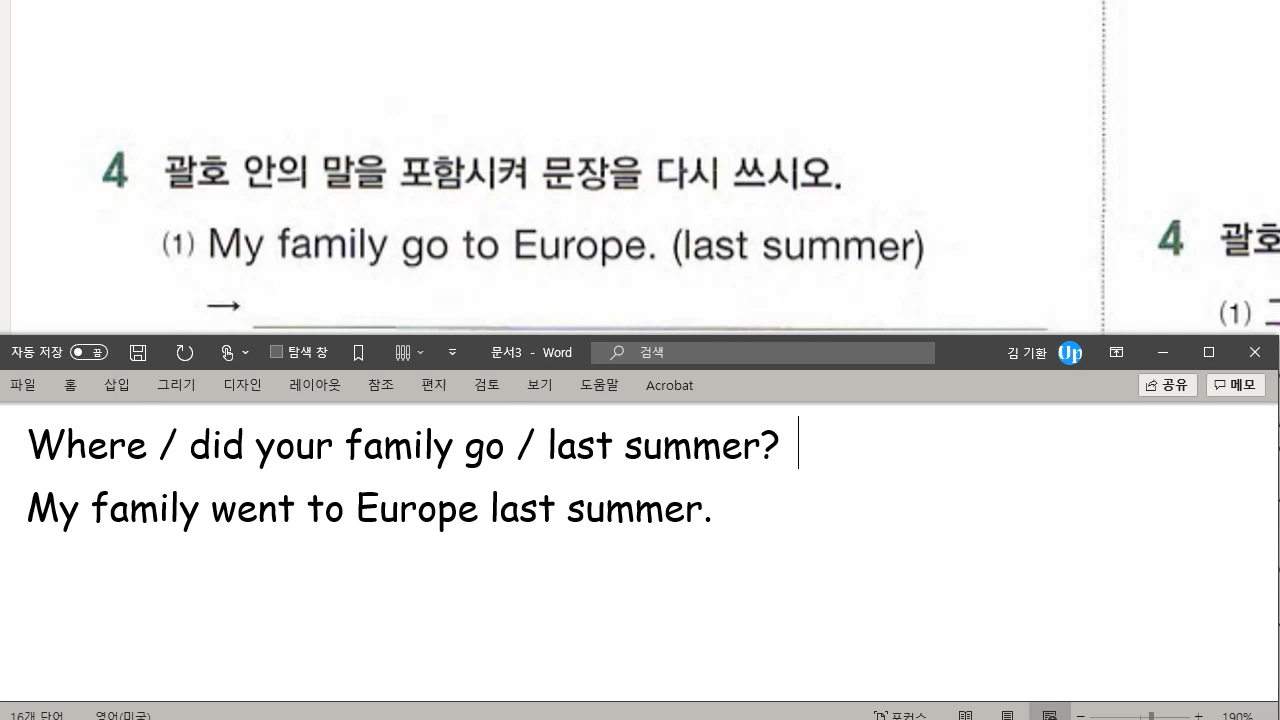 4 괄호 안의 말을 포함시켜 문장을 다시 쓰시오.
(1) My family go to Europe. (last summer)
→
4 괄호
(1)
자동 저장 끔 탐색 창 문서3 - Word 검색 김 기환 Up
파일 홈 삽입 그리기 디자인 레이아웃 참조 편지 검토 보기 도움말 Acrobat 공유 메모
Where / did your family go / last summer?
My family went to Europe last summer.
16개 단어 영어(미국) 포커스 190%